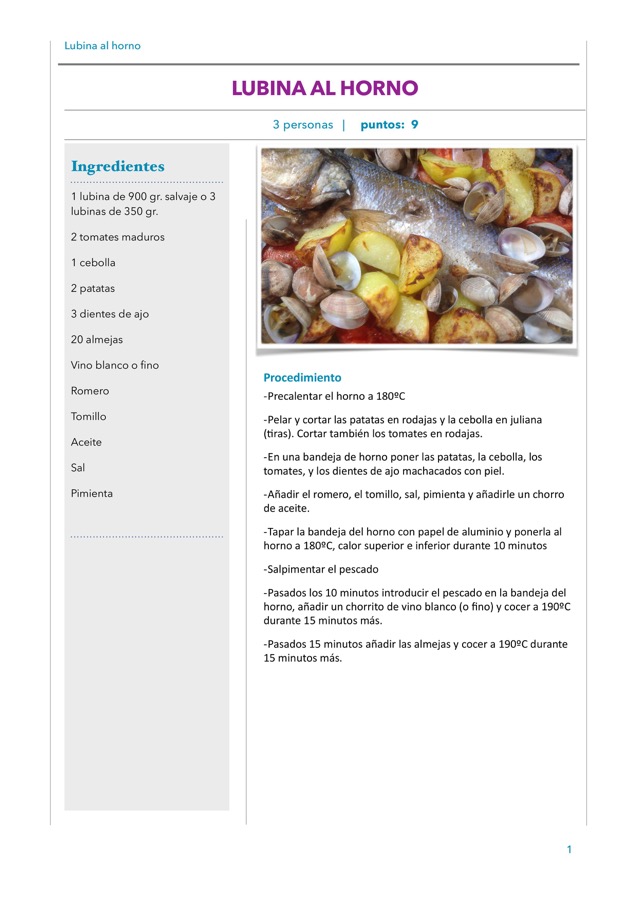 Lubina al horno
LUBINA AL HORNO
3 personas | puntos: 9
Ingredientes
1 lubina de 900 gr. salvaje o 3
lubinas de 350 gr.
2 tomates maduros
1 cebolla
2 patatas
3 dientes de ajo
20 almejas
Vino blanco o fino
Romero
Tomillo
Aceite
Sal
Pimienta
Procedimiento
-Precalentar el horno a 180ºC
-Pelar y cortar las patatas en rodajas y la cebolla en juliana
(tiras). Cortar también los tomates en rodajas.
-En una bandeja de horno poner las patatas, la cebolla, los
tomates, y los dientes de ajo machacados con piel.
-Añadir el romero, el tomillo, sal, pimienta y añadirle un chorro
de aceite.
-Tapar la bandeja del horno con papel de aluminio y ponerla al
horno a 180ºC, calor superior e inferior durante 10 minutos
-Salpimentar el pescado
-Pasados los 10 minutos introducir el pescado en la bandeja del
horno, añadir un chorrito de vino blanco (o fino) y cocer a 190ºC
durante 15 minutos más.
-Pasados 15 minutos añadir las almejas y cocer a 190ºC durante
15 minutos más.
1